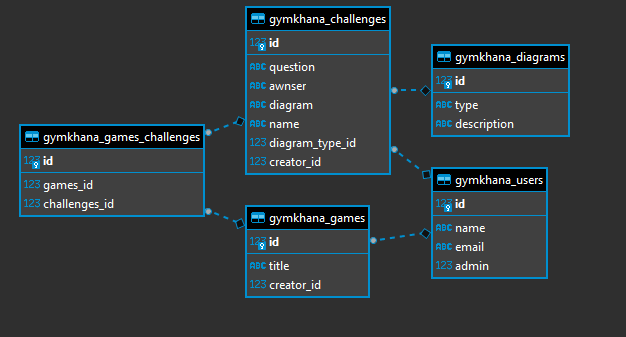 gymkhana_challenges
123 id
ABC question
ABC awnser
ABC diagram
ABC name
123 diagram_type_id
123 creator_id
gymkhana_diagrams
123 id
ABC type
ABC description
gymkhana_games_challenges
123 id
123 games_id
123 challenges_id
gymkhana_users
123 id
ABC name
ABC email
123 admin
gymkhana_games
123 id
ABC title
123 creator_id